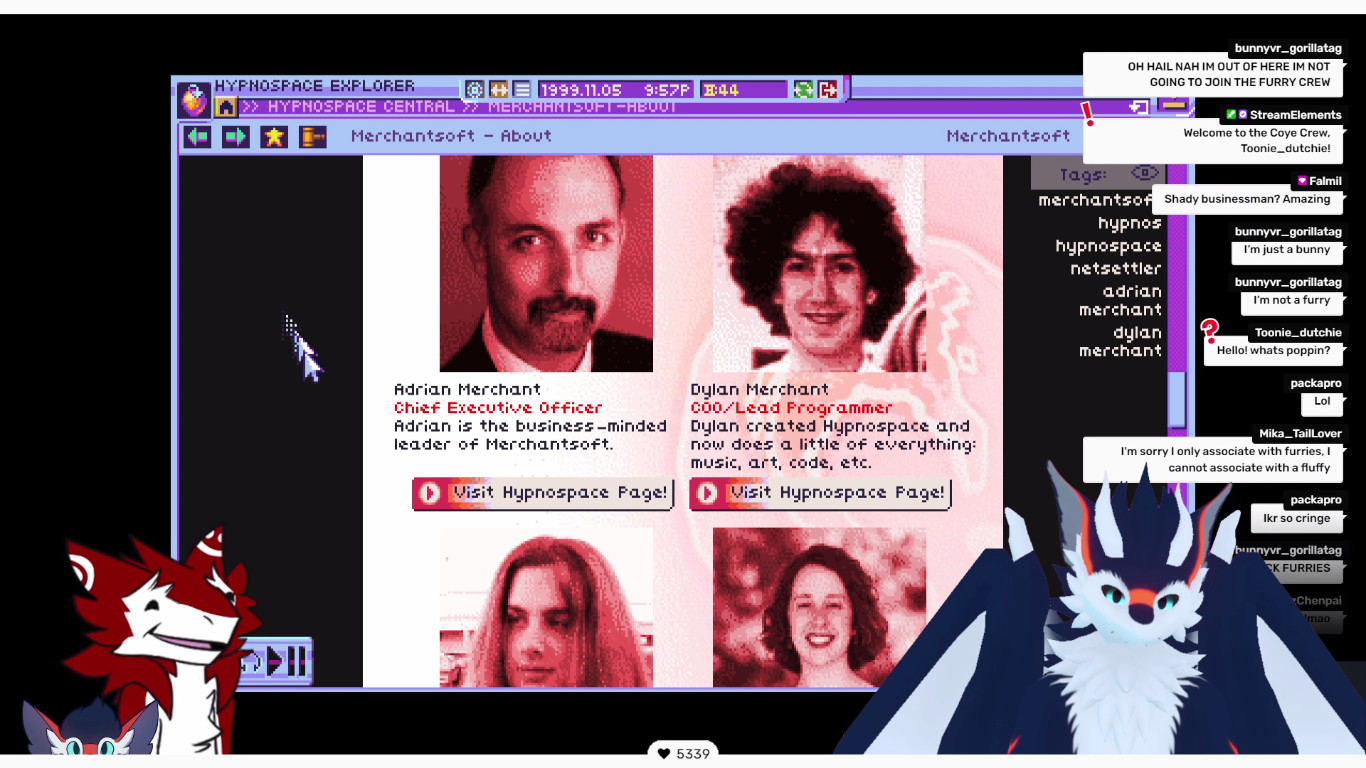 HYPNOSPACE EXPLORER
1999.11.05 9:57P
44
>> HYPNOSPACE CENTRAL >> MERCHANTSOFT-ABOUT
Merchantsoft - About
Merchantsoft
Tags:
hypnos
hypnospace
netsettler
adrian
merchant
dylan
merchant
Adrian Merchant
Chief Executive Officer
Adrian is the business-minded
leader of Merchantsoft.
Visit Hypnospace Page!
Dylan Merchant
COO/Lead Programmer
Dylan created Hypnospace and
now does a little of everything:
music, art, code, etc.
Visit Hypnospace Page!
bunnyvr_gorillatag
OH HAIL NAH IM OUT OF HERE IM NOT
GOING TO JOIN THE FURRY CREW
StreamElements
Welcome to the Coye Crew,
Toonie_dutchie!
Falmil
Shady businessman? Amazing
bunnyvr_gorillatag
I'm just a bunny
bunnyvr_gorillatag
I'm not a furry
Toonie_dutchie
Hello! whats poppin?
packapro
Lol
Mika_TailLover
I'm sorry I only associate with furries, I
cannot associate with a fluffy
packapro
Ikr so cringe
bunnyvr_gorillatag
CK FURRIES
zChenpai
lmao
5339